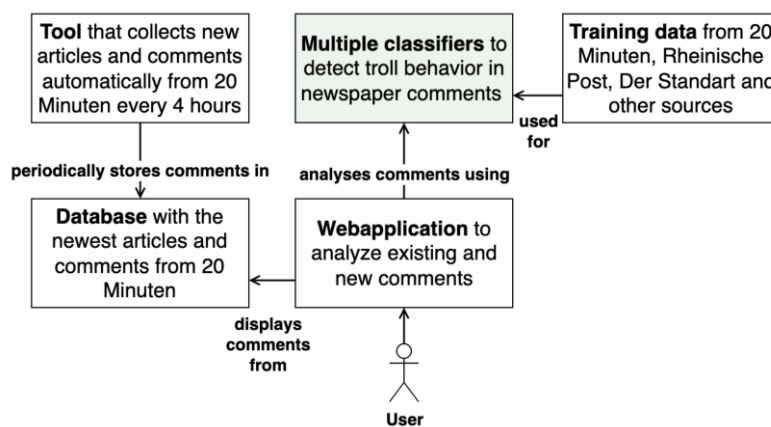 Tool that collects new
articles and comments
automatically from 20
Minuten every 4 hours
Multiple classifiers to
detect troll behavior in
newspaper comments
Training data from 20
Minuten, Rheinische
Post, Der Standart and
other sources
used
for
periodically stores comments in
analyses comments using
Database with the
newest articles and
comments from 20
Minuten
Webapplication to
analyze existing and
new comments
displays
comments
from
User